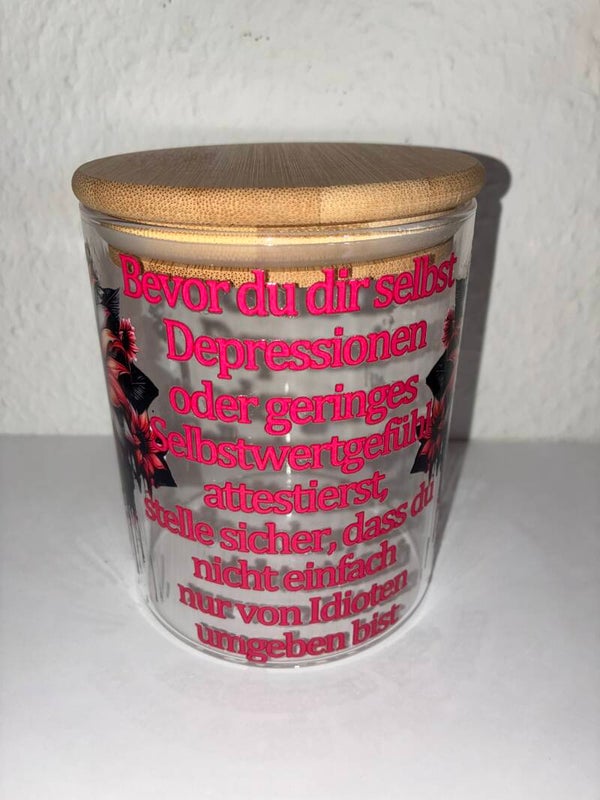 Bevor du dir selbst
Depressionen
oder geringes
Selbstwertgefühl
attestierst,
stelle sicher, dass du
nicht einfach
nur von Idioten
umgeben bist